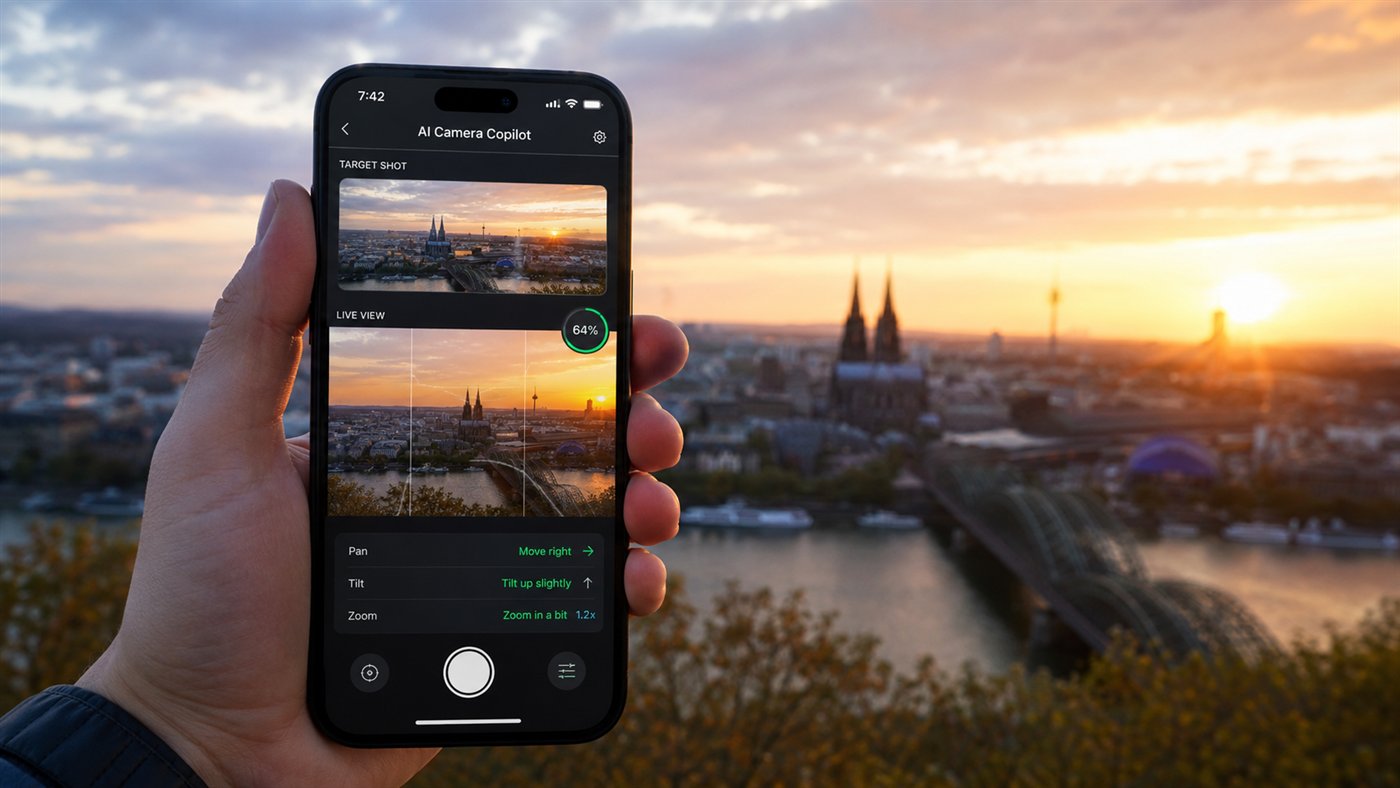 7:42
AI Camera Copilot
TARGET SHOT
LIVE VIEW
64%
Pan Move right →
Tilt Tilt up slightly ↑
Zoom Zoom in a bit 1.2x